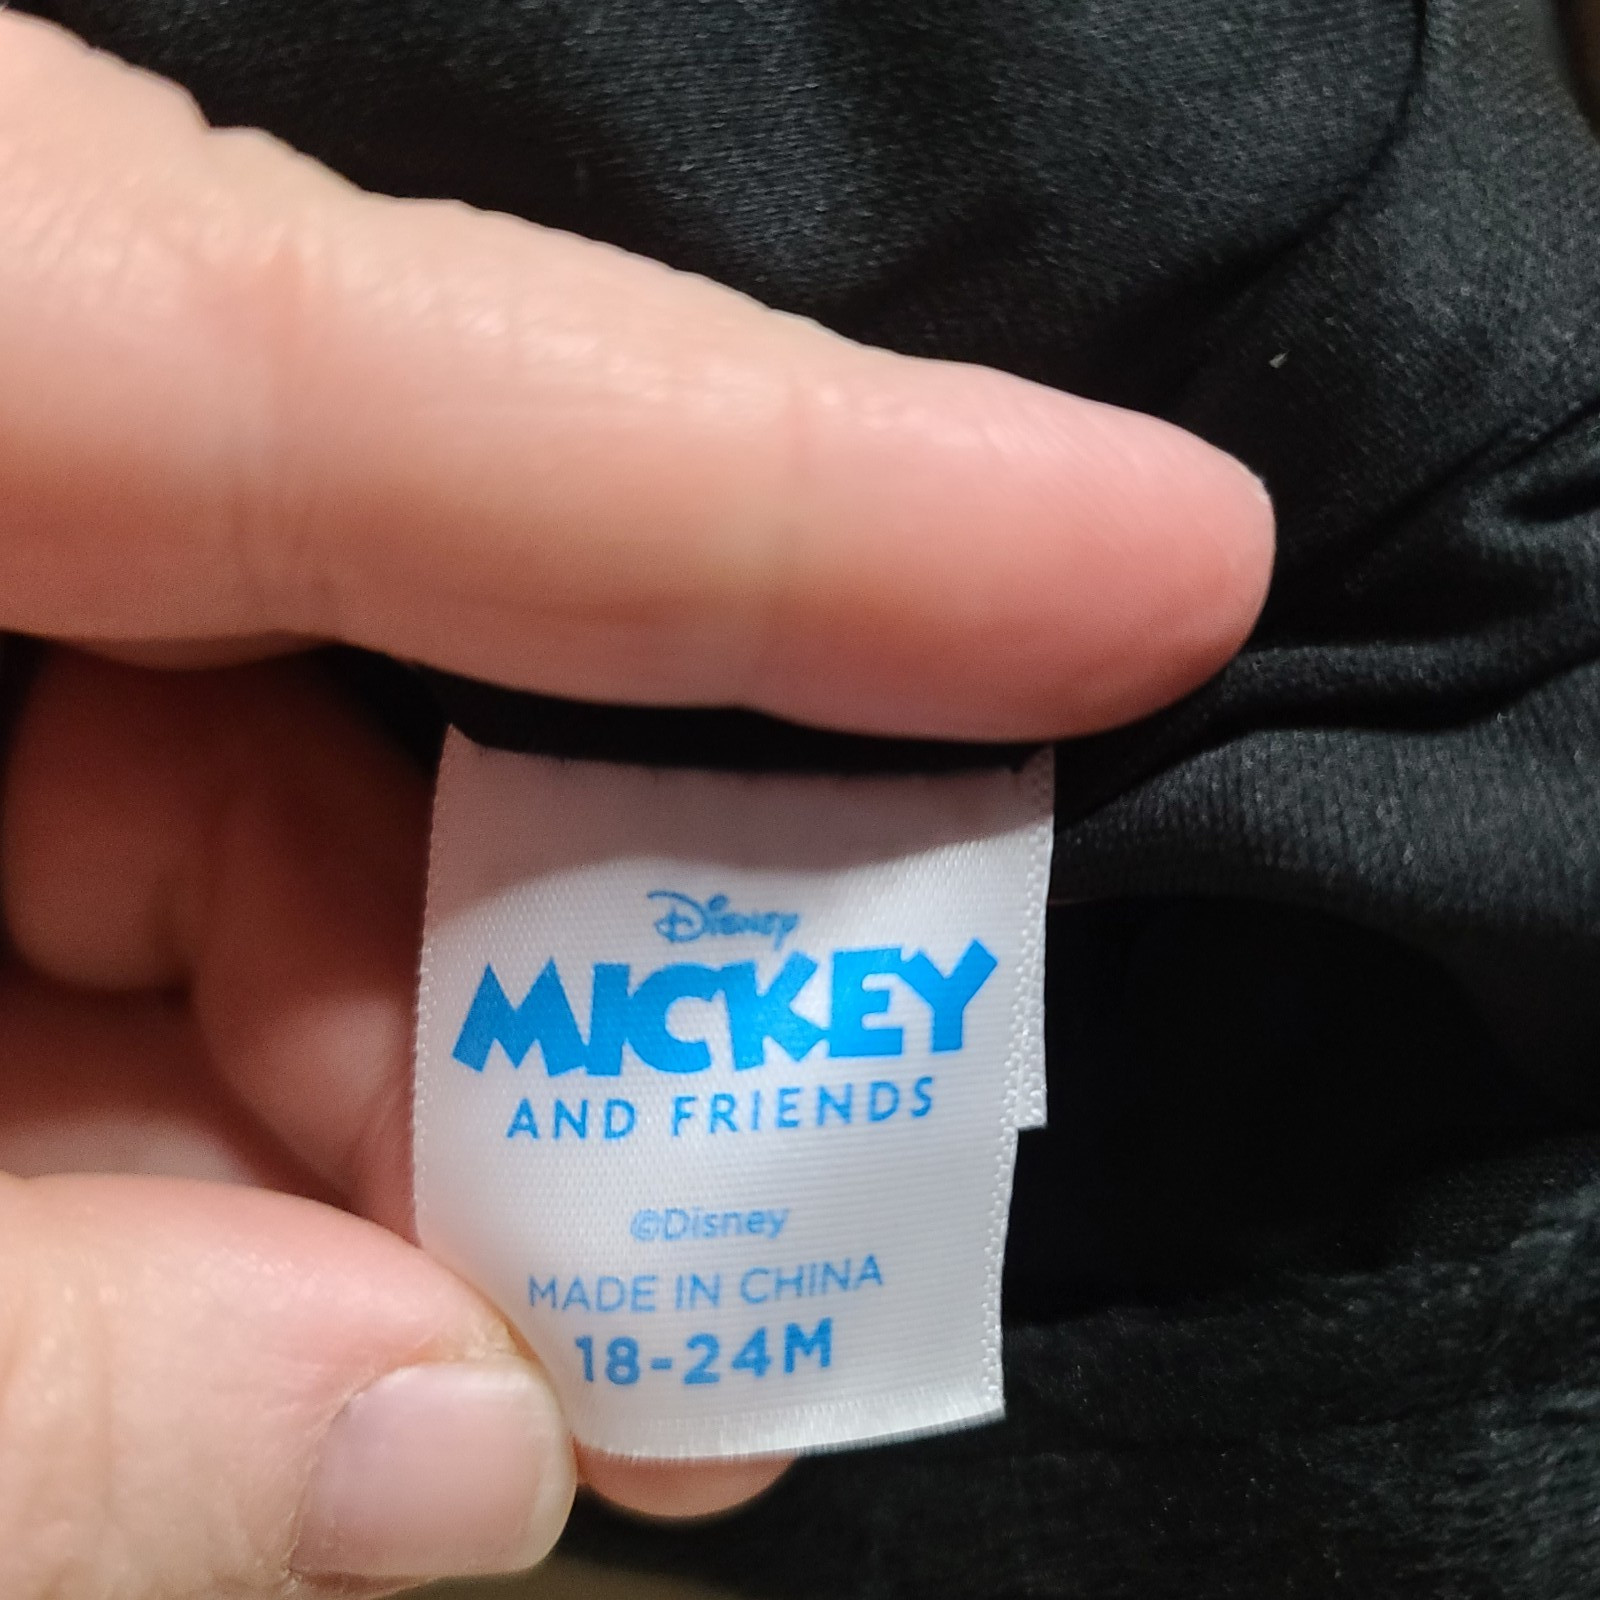 Disney
MICKEY
AND FRIENDS
©Disney
MADE IN CHINA
18-24M